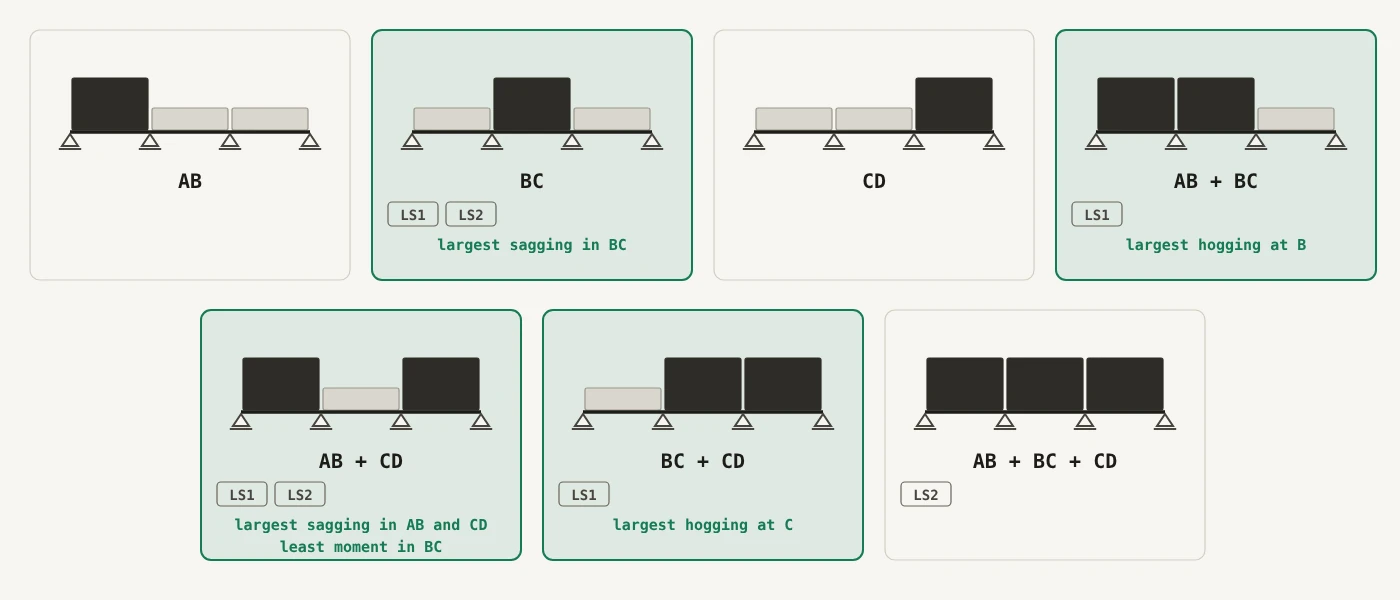 AB
BC
LS1 LS2
largest sagging in BC
CD
AB + BC
LS1
largest hogging at B
AB + CD
LS1 LS2
largest sagging in AB and CD
least moment in BC
BC + CD
LS1
largest hogging at C
AB + BC + CD
LS2